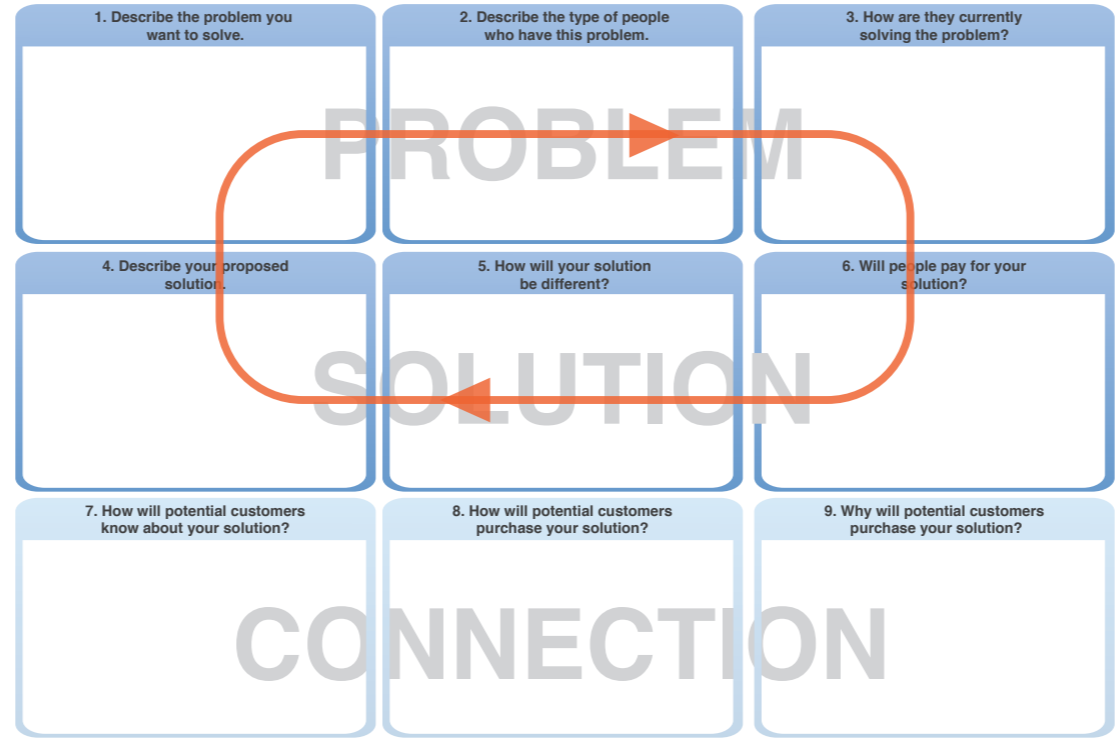 1. Describe the problem you
want to solve.
2. Describe the type of people
who have this problem.
3. How are they currently
solving the problem?
PROBLEM
4. Describe your proposed
solution.
5. How will your solution
be different?
6. Will people pay for your
solution?
SOLUTION
7. How will potential customers
know about your solution?
8. How will potential customers
purchase your solution?
9. Why will potential customers
purchase your solution?
CONNECTION